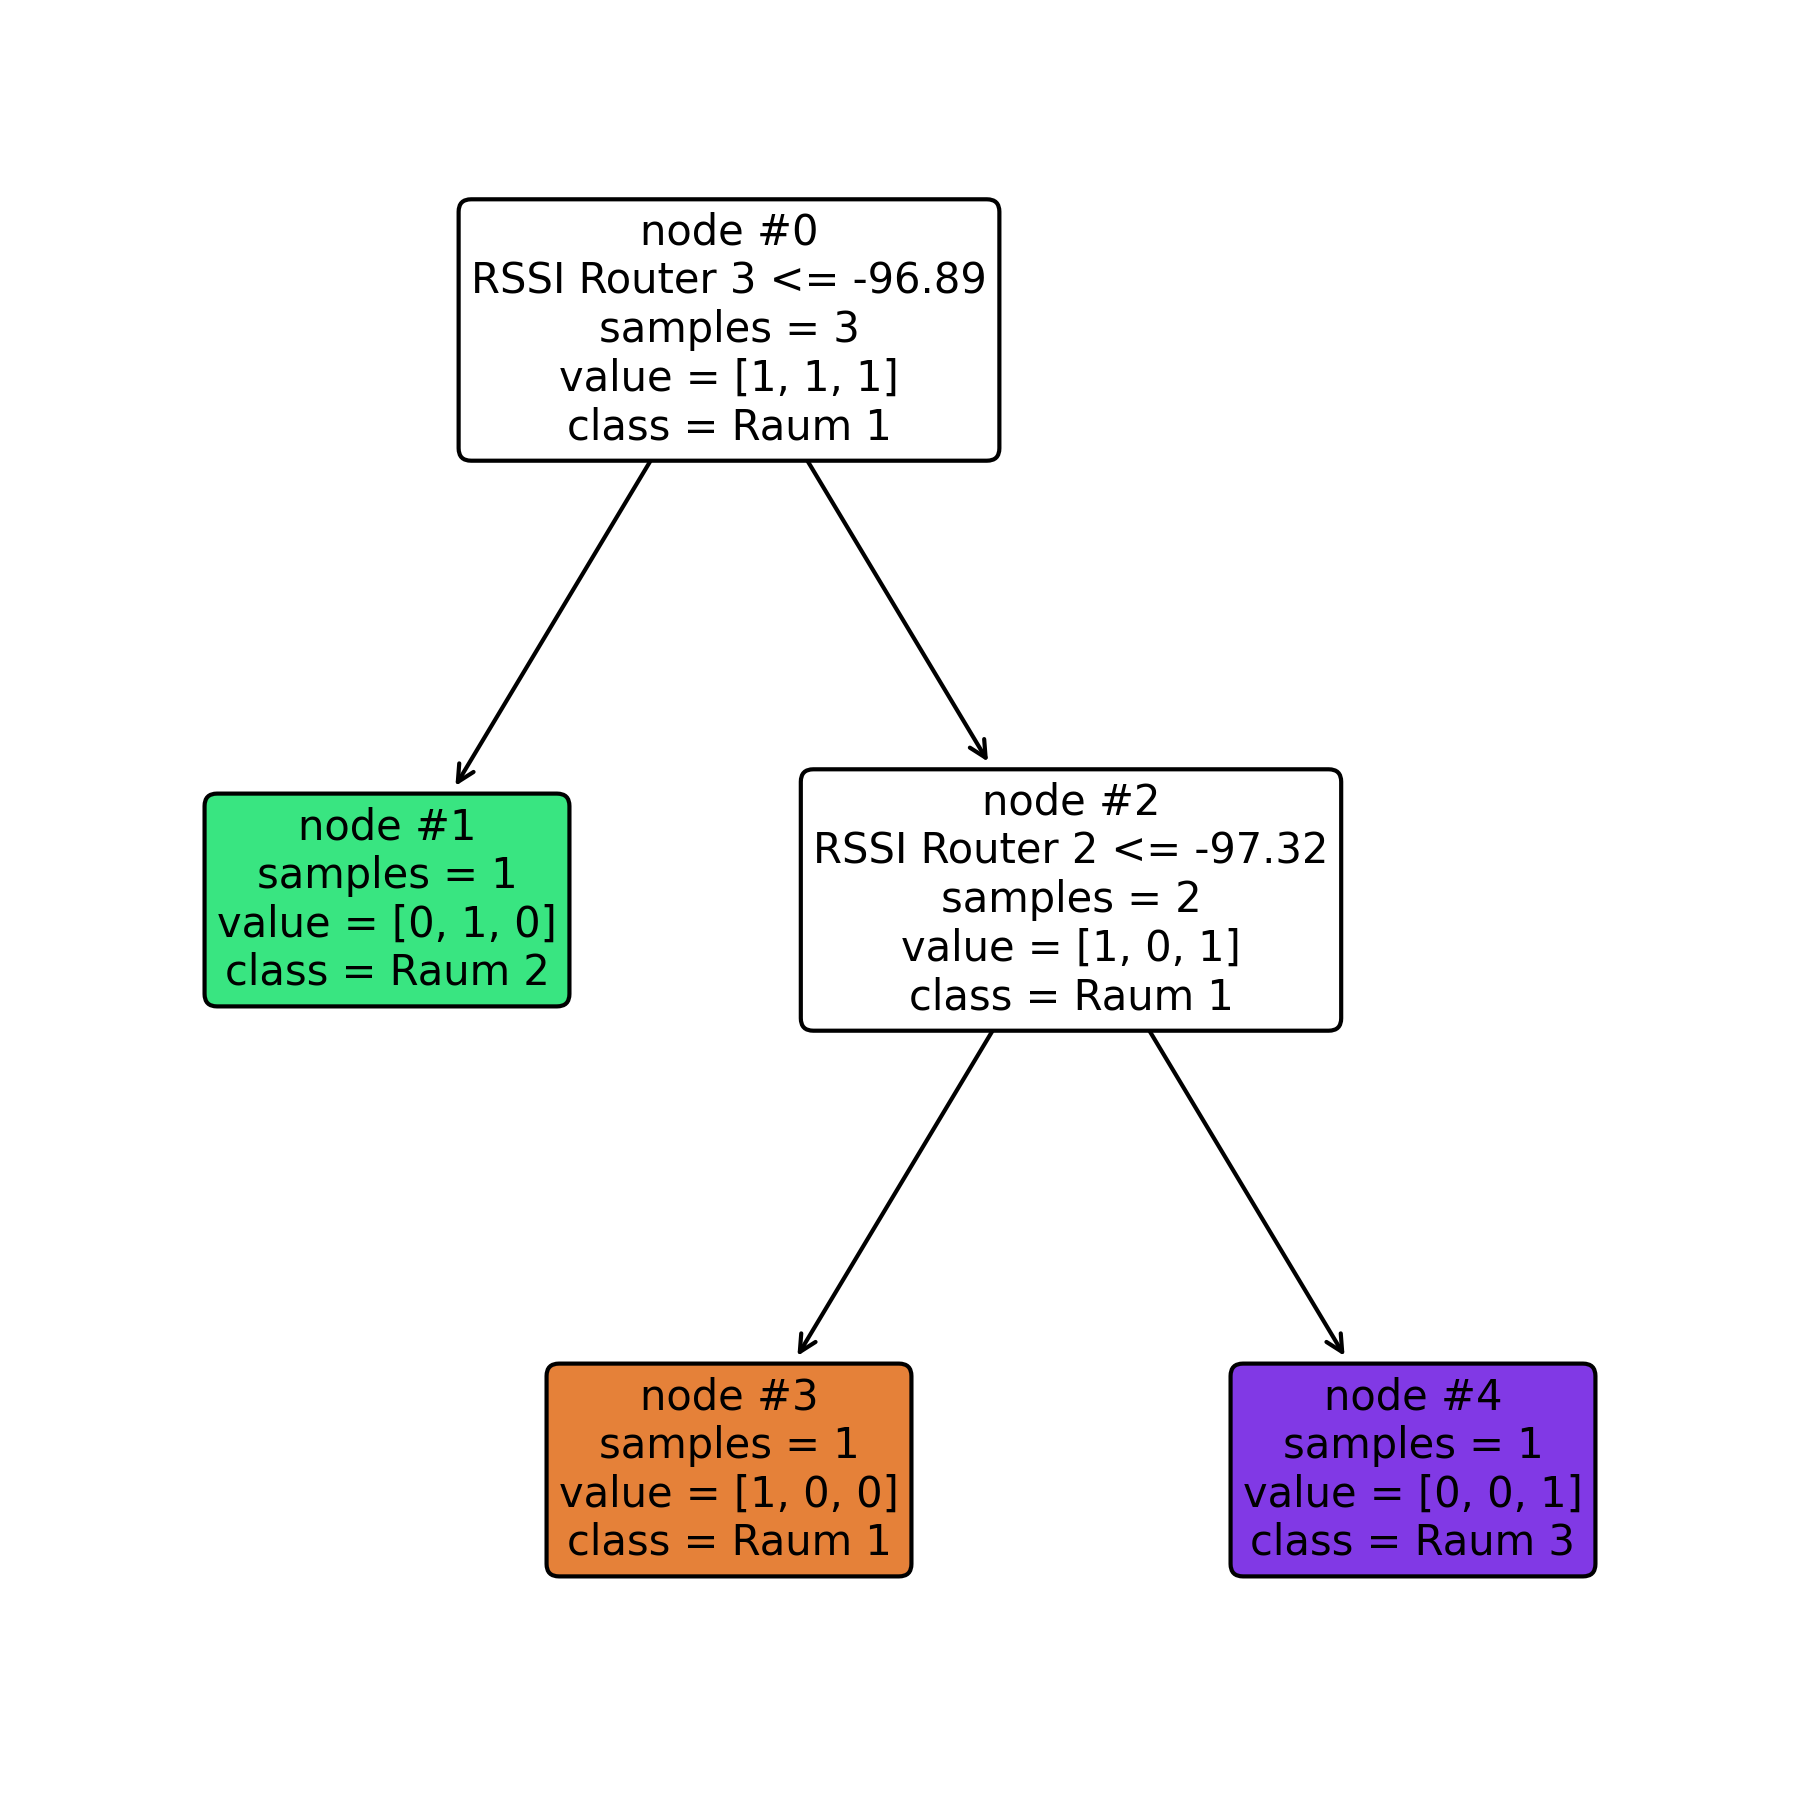 node #0
RSSI Router 3 <= -96.89
samples = 3
value = [1, 1, 1]
class = Raum 1
node #1
samples = 1
value = [0, 1, 0]
class = Raum 2
node #2
RSSI Router 2 <= -97.32
samples = 2
value = [1, 0, 1]
class = Raum 1
node #3
samples = 1
value = [1, 0, 0]
class = Raum 1
node #4
samples = 1
value = [0, 0, 1]
class = Raum 3